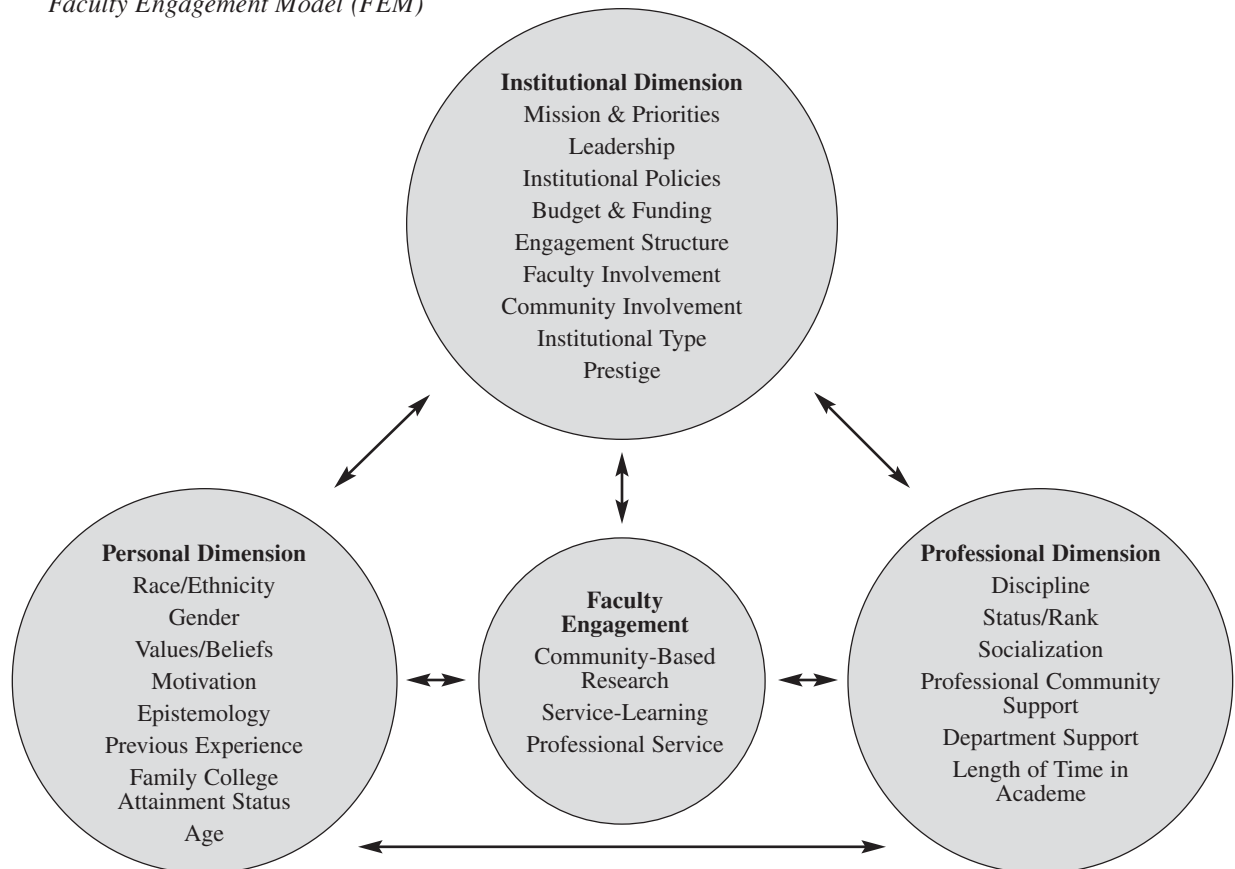 Faculty Engagement Model (FEM)
Institutional Dimension
Mission & Priorities
Leadership
Institutional Policies
Budget & Funding
Engagement Structure
Faculty Involvement
Community Involvement
Institutional Type
Prestige
Personal Dimension
Race/Ethnicity
Gender
Values/Beliefs
Motivation
Epistemology
Previous Experience
Family College
Attainment Status
Age
Faculty
Engagement
Community-Based
Research
Service-Learning
Professional Service
Professional Dimension
Discipline
Status/Rank
Socialization
Professional Community
Support
Department Support
Length of Time in
Academe